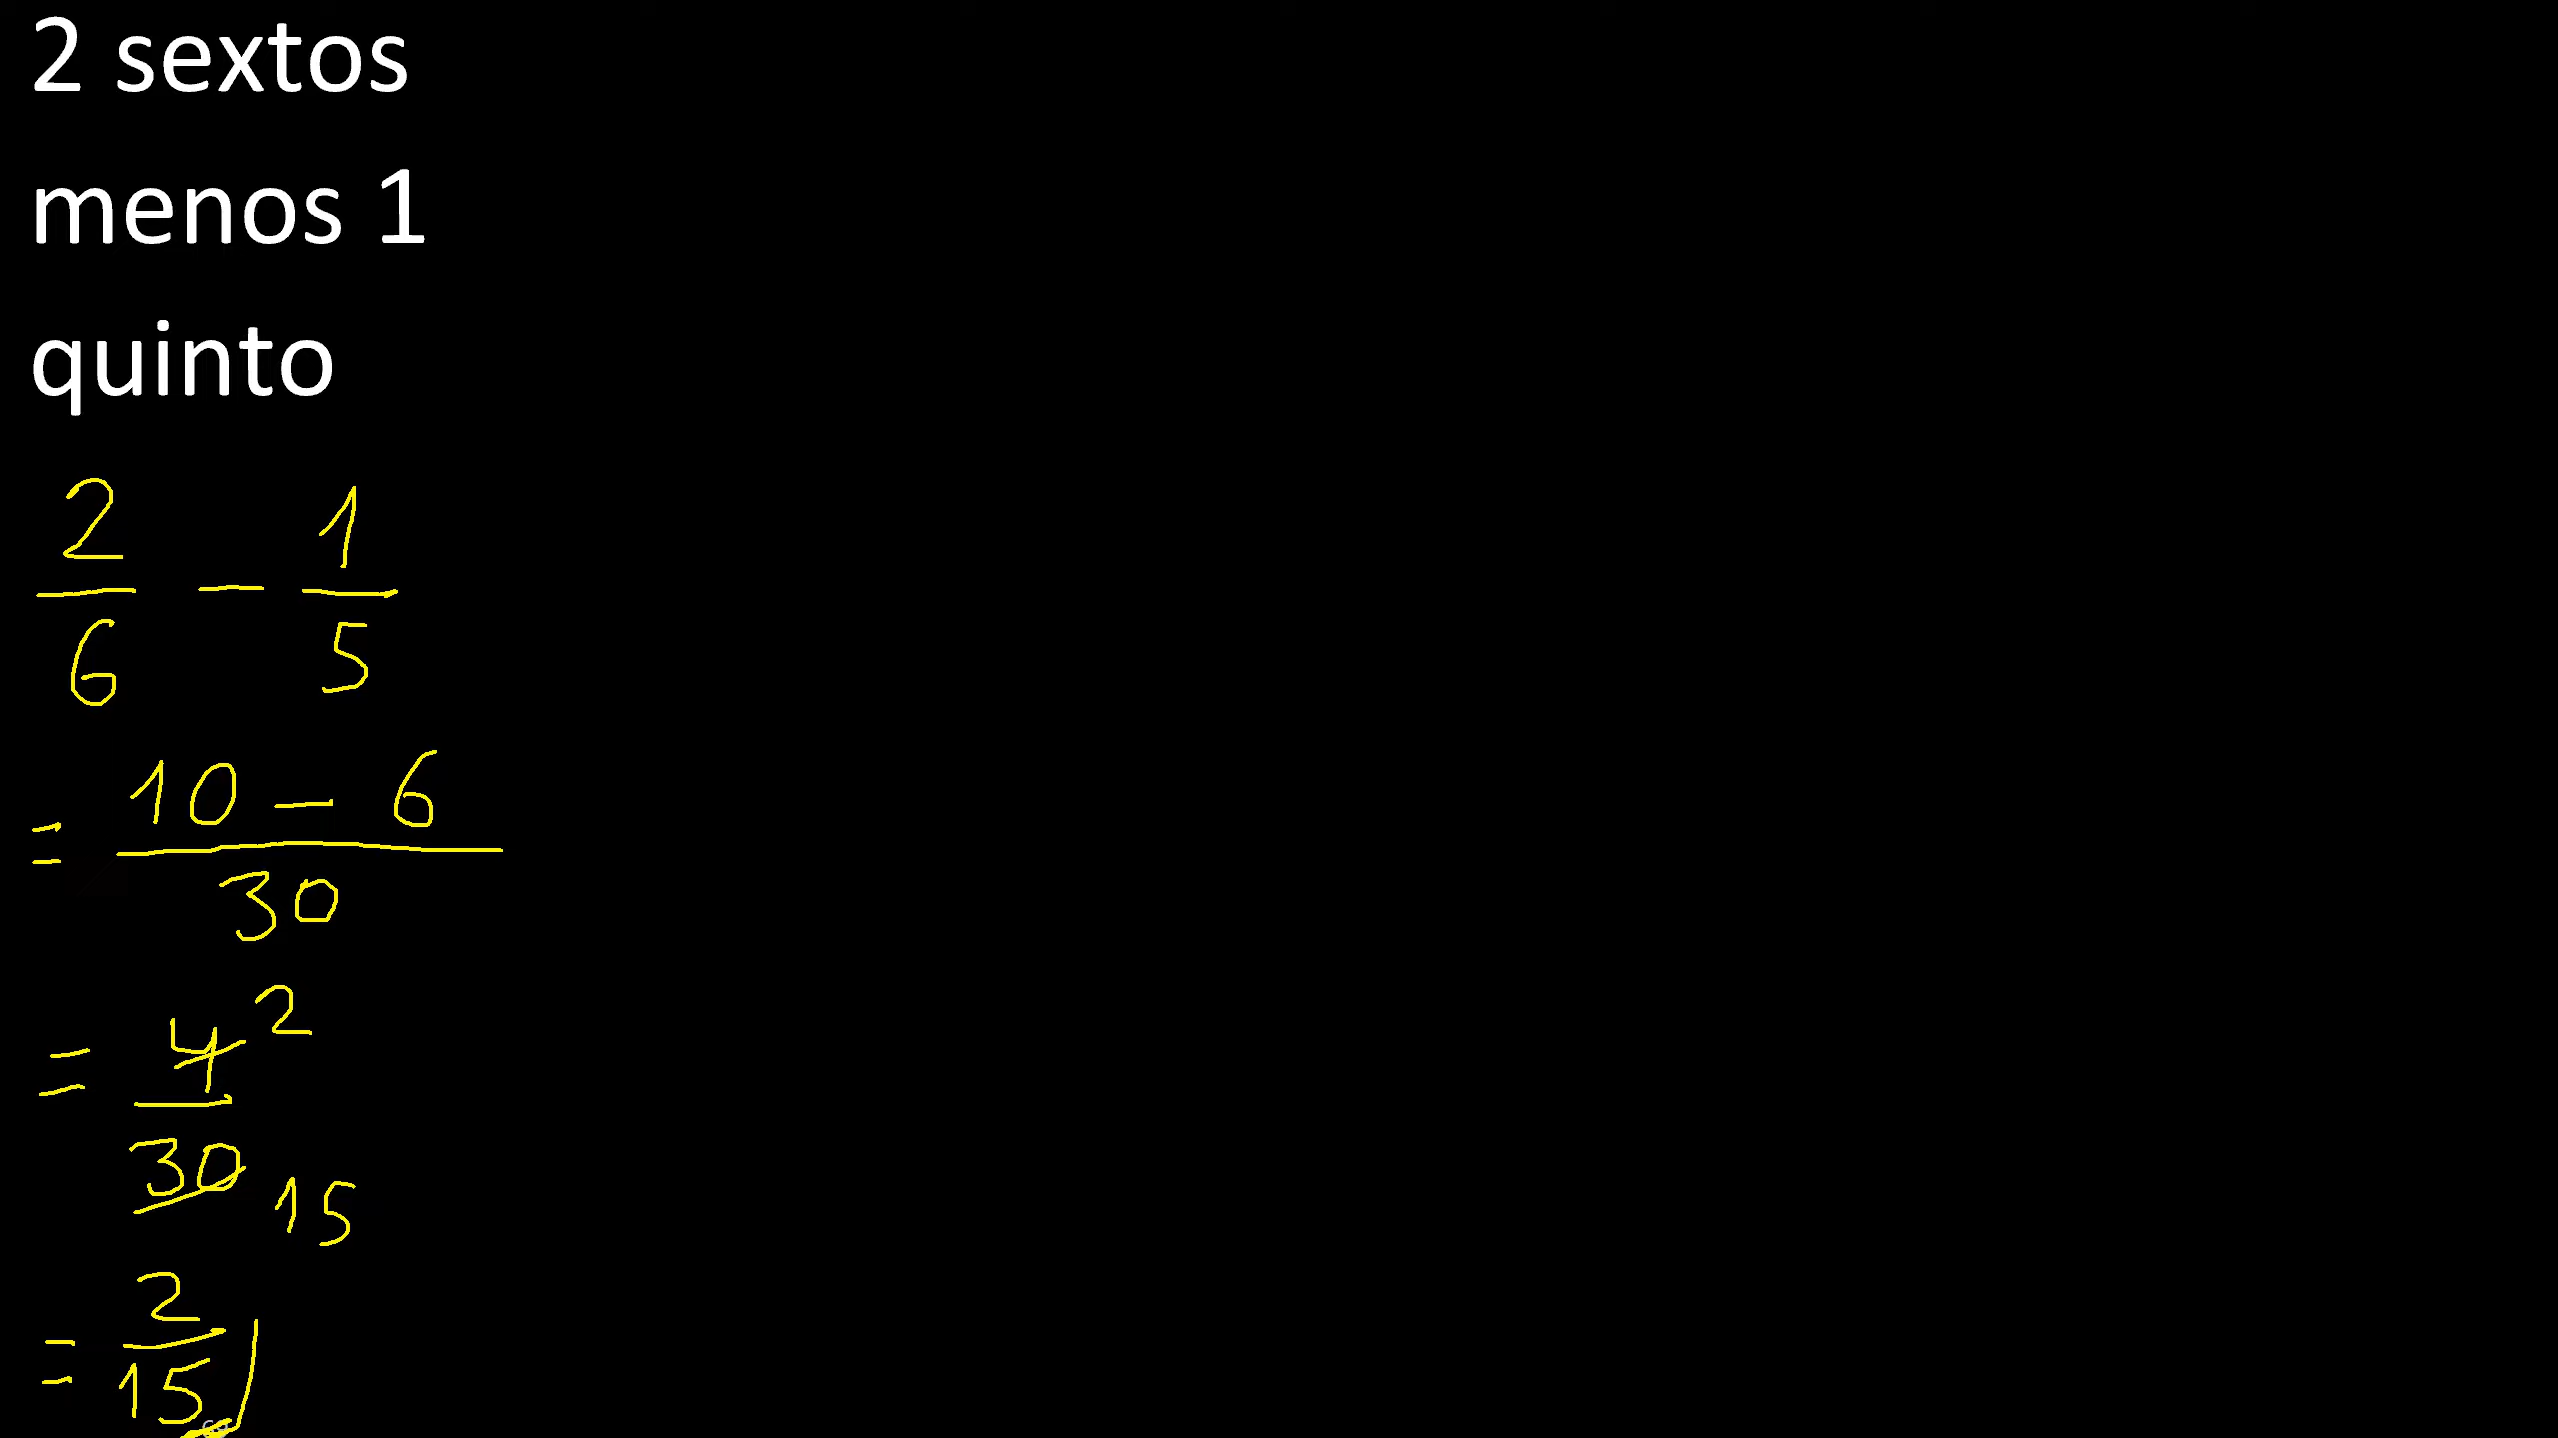 2 sextos
menos 1
quinto
2/6 - 1/5
= 10 - 6 / 30
= 4/30 2 15
= 2/15